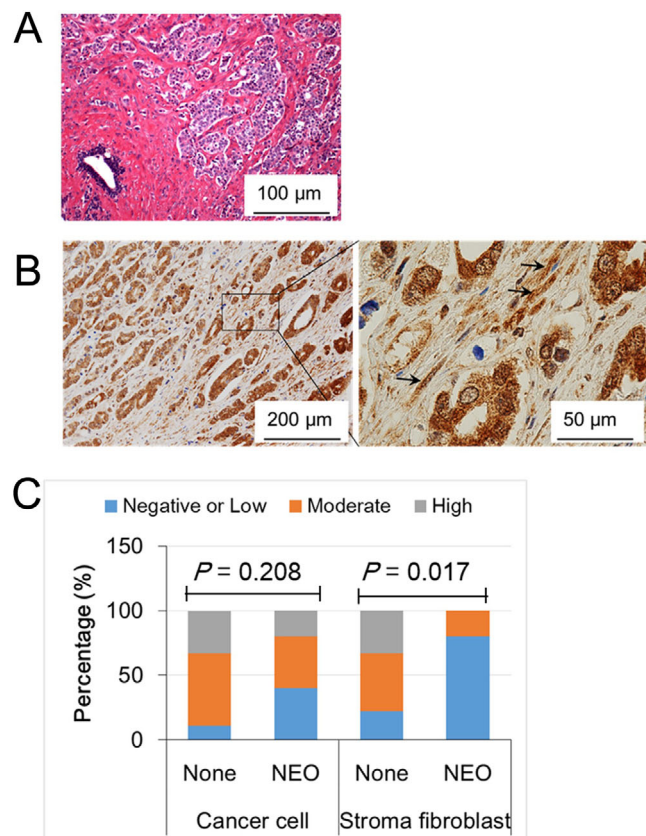 A
100 µm
B
200 µm
50 µm
C
Negative or Low Moderate High
Percentage (%)
150
100
50
0
P = 0.208
P = 0.017
None NEO None NEO
Cancer cell Stroma fibroblast